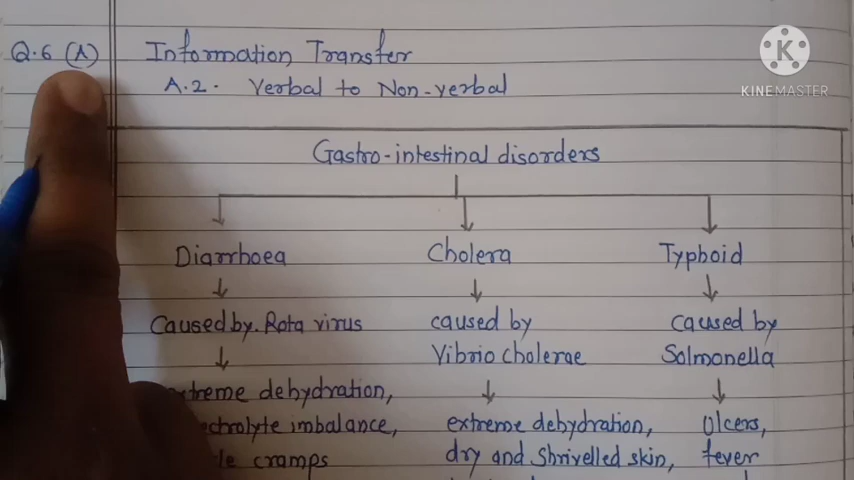 Q.6 (A) Information Transfer
A.2. Verbal to Non-verbal
K
KINEMASTER
Gastro-intestinal disorders
Diarrhoea Cholera Typhoid
Caused by. Rota virus caused by caused by
Vibrio cholerae Salmonella
extreme dehydration,
imbalance, extreme dehydration, Ulcers,
cramps dry and Shrivelled skin, fever